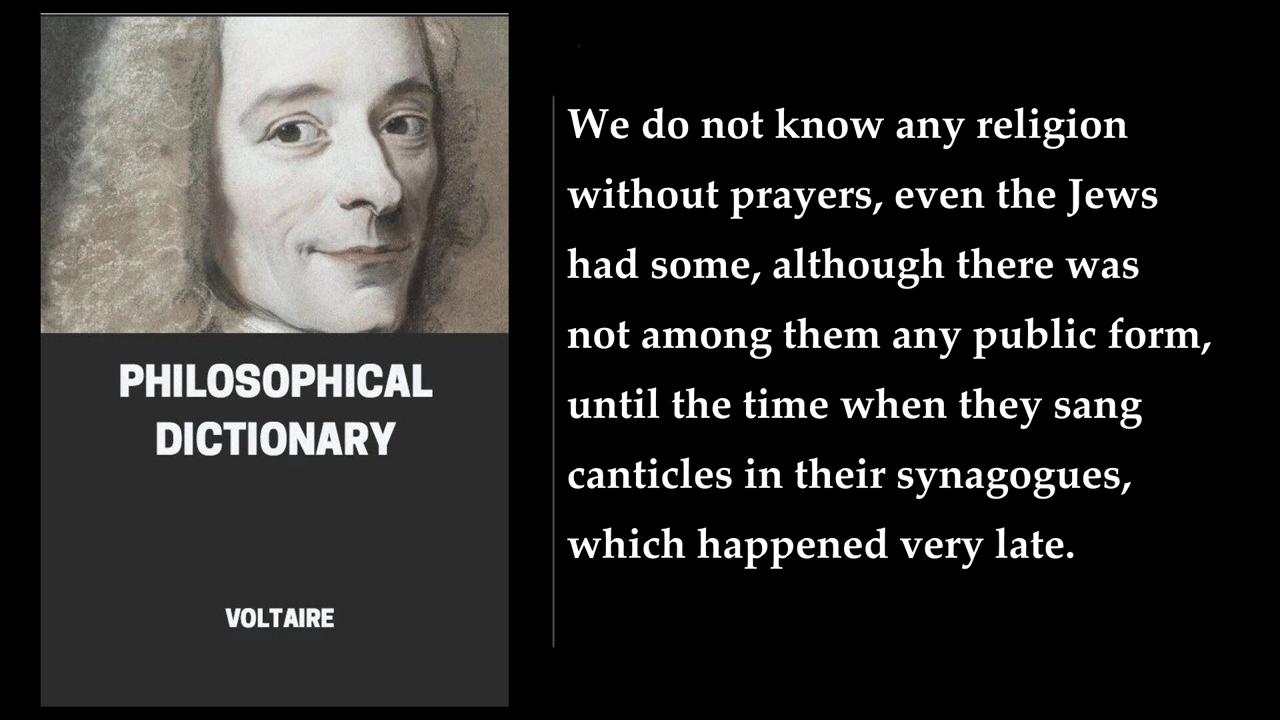 PHILOSOPHICAL
DICTIONARY
VOLTAIRE
We do not know any religion
without prayers, even the Jews
had some, although there was
not among them any public form,
until the time when they sang
canticles in their synagogues,
which happened very late.